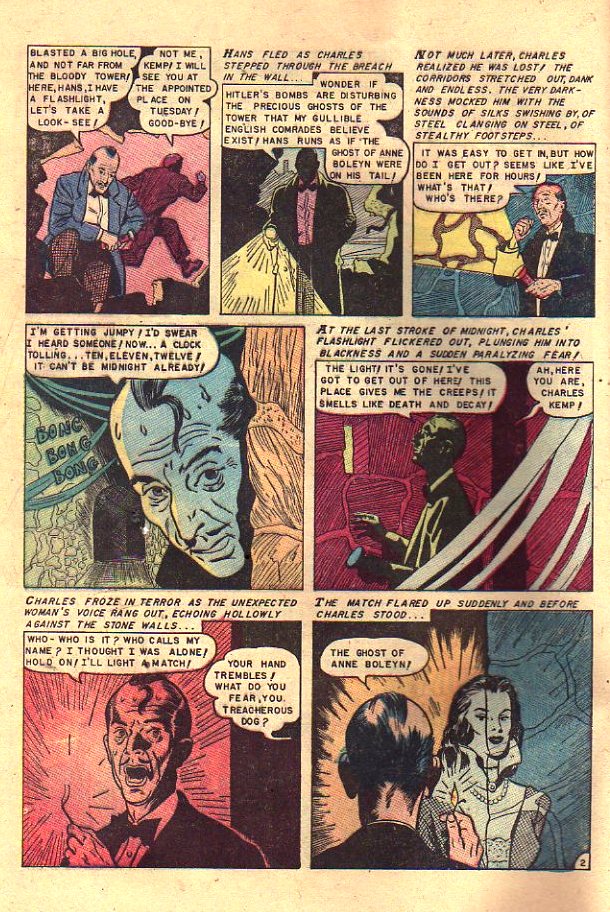 BLASTED A BIG HOLE,
AND NOT FAR FROM
THE BLOODY TOWER!
HERE, HANS, I HAVE
A FLASHLIGHT,
LET'S TAKE A
LOOK-SEE!
NOT ME,
KEMP! I WILL
SEE YOU AT
THE APPOINTED
PLACE ON
TUESDAY!
GOOD-BYE!
HANS FLED AS CHARLES
STEPPED THROUGH THE BREACH
IN THE WALL...
WONDER IF
HITLER'S BOMBS ARE DISTURBING
THE PRECIOUS GHOSTS OF THE
TOWER THAT MY GULLIBLE
ENGLISH COMRADES BELIEVE
EXIST! HANS RUNS AS IF THE
GHOST OF ANNE
BOLEYN WERE
ON HIS TAIL!
NOT MUCH LATER, CHARLES
REALIZED HE WAS LOST! THE
CORRIDORS STRETCHED OUT, DANK
AND ENDLESS. THE VERY DARK-
NESS MOCKED HIM WITH THE
SOUNDS OF SILKS SWISHING BY, OF
STEEL CLANGING ON STEEL, OF
STEALTHY FOOTSTEPS...
IT WAS EASY TO GET IN, BUT HOW
DO I GET OUT? SEEMS LIKE I'VE
BEEN HERE FOR HOURS!
WHAT'S THAT!
WHO'S THERE?
I'M GETTING JUMPY! I'D SWEAR
I HEARD SOMEONE! NOW... A CLOCK
TOLLING... TEN, ELEVEN, TWELVE!
IT CAN'T BE MIDNIGHT ALREADY!
BONG
BONG
BONG
AT THE LAST STROKE OF MIDNIGHT, CHARLES'
FLASHLIGHT FLICKERED OUT, PLUNGING HIM INTO
BLACKNESS AND A SUDDEN PARALYZING FEAR!
THE LIGHT! IT'S GONE! I'VE
GOT TO GET OUT OF HERE! THIS
PLACE GIVES ME THE CREEPS! IT
SMELLS LIKE DEATH AND DECAY!
AH, HERE
YOU ARE,
CHARLES
KEMP!
CHARLES FROZE IN TERROR AS THE UNEXPECTED
WOMAN'S VOICE RANG OUT, ECHOING HOLLOWLY
AGAINST THE STONE WALLS...
WHO- WHO IS IT? WHO CALLS MY
NAME? I THOUGHT I WAS ALONE!
HOLD ON! I'LL LIGHT A MATCH!
YOUR HAND
TREMBLES!
WHAT DO YOU
FEAR, YOU.
TREACHEROUS
DOG?
THE MATCH FLARED UP SUDDENLY AND BEFORE
CHARLES STOOD...
THE GHOST OF
ANNE BOLEYN!
2